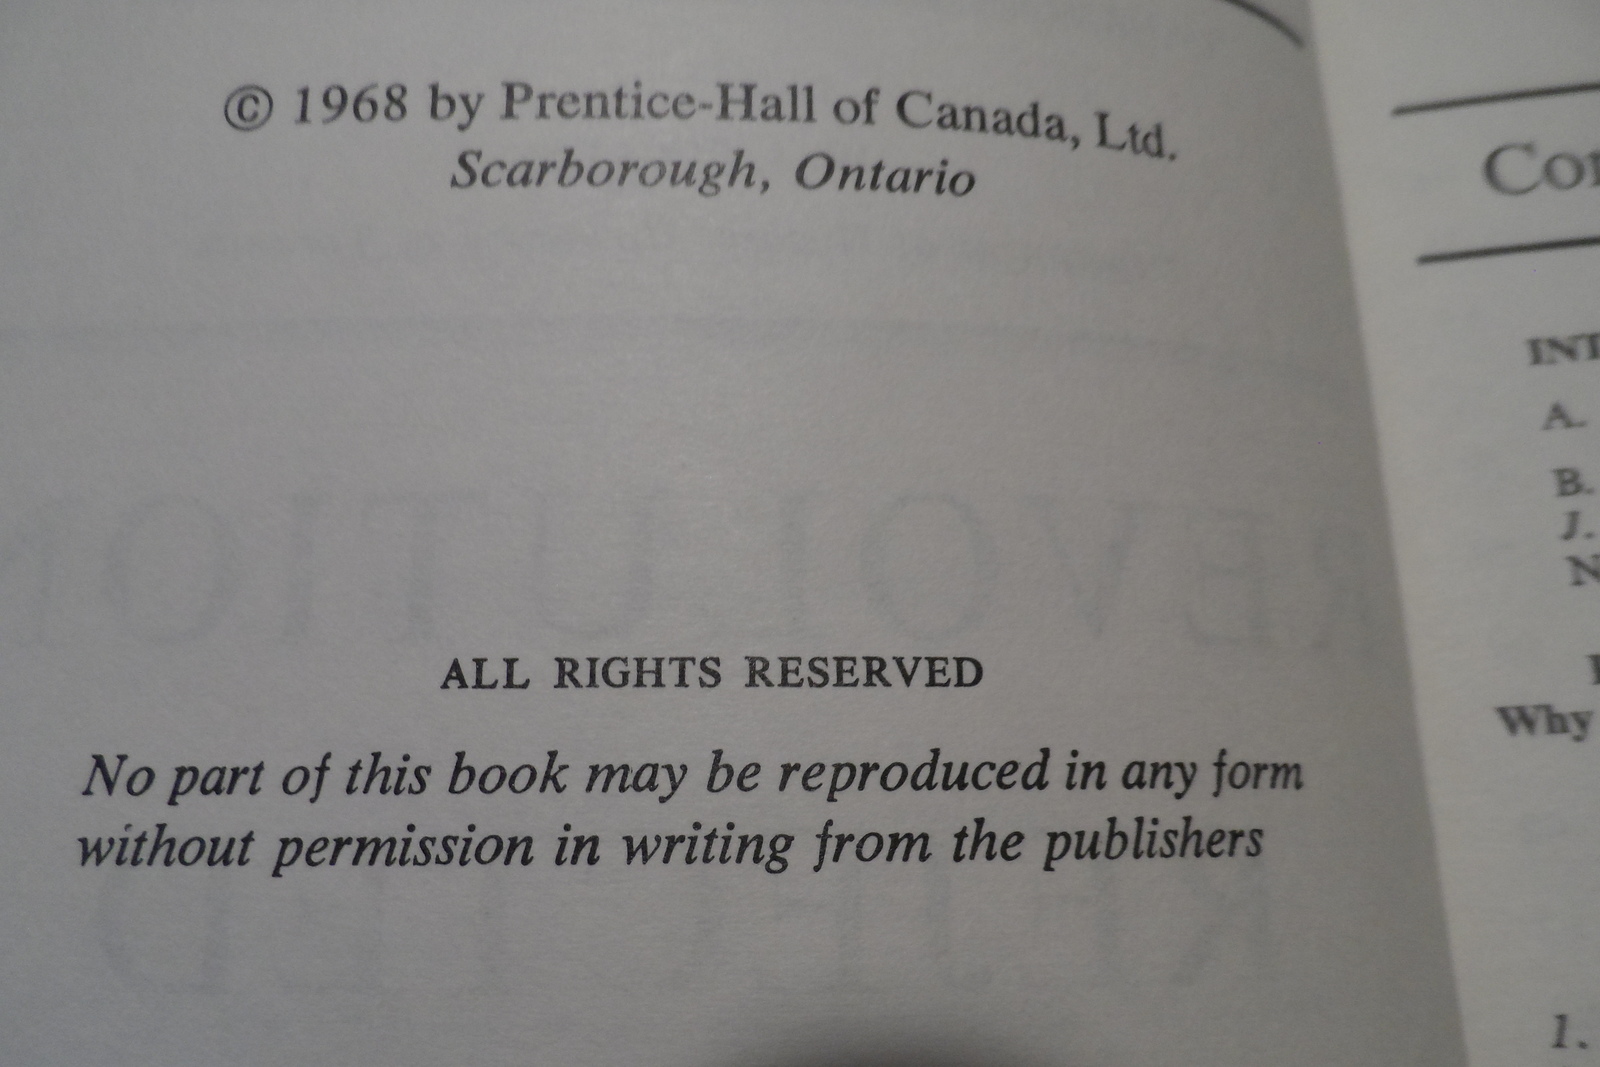 © 1968 by Prentice-Hall of Canada, Ltd.
Scarborough, Ontario
ALL RIGHTS RESERVED
No part of this book may be reproduced in any form
without permission in writing from the publishers
A.
B.
J.
N
Why
1.